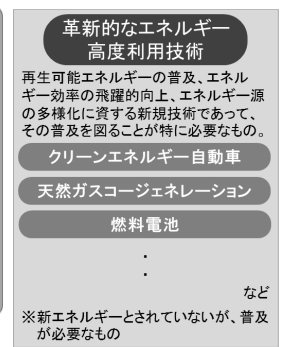 革新的なエネルギー
高度利用技術
再生可能エネルギーの普及、エネル
ギー効率の飛躍的向上、エネルギー源
の多様化に資する新規技術であって、
その普及を図ることが特に必要なもの。
クリーンエネルギー自動車
天然ガスコージェネレーション
燃料電池
・
・
など
※新エネルギーとされていないが、普及
が必要なもの